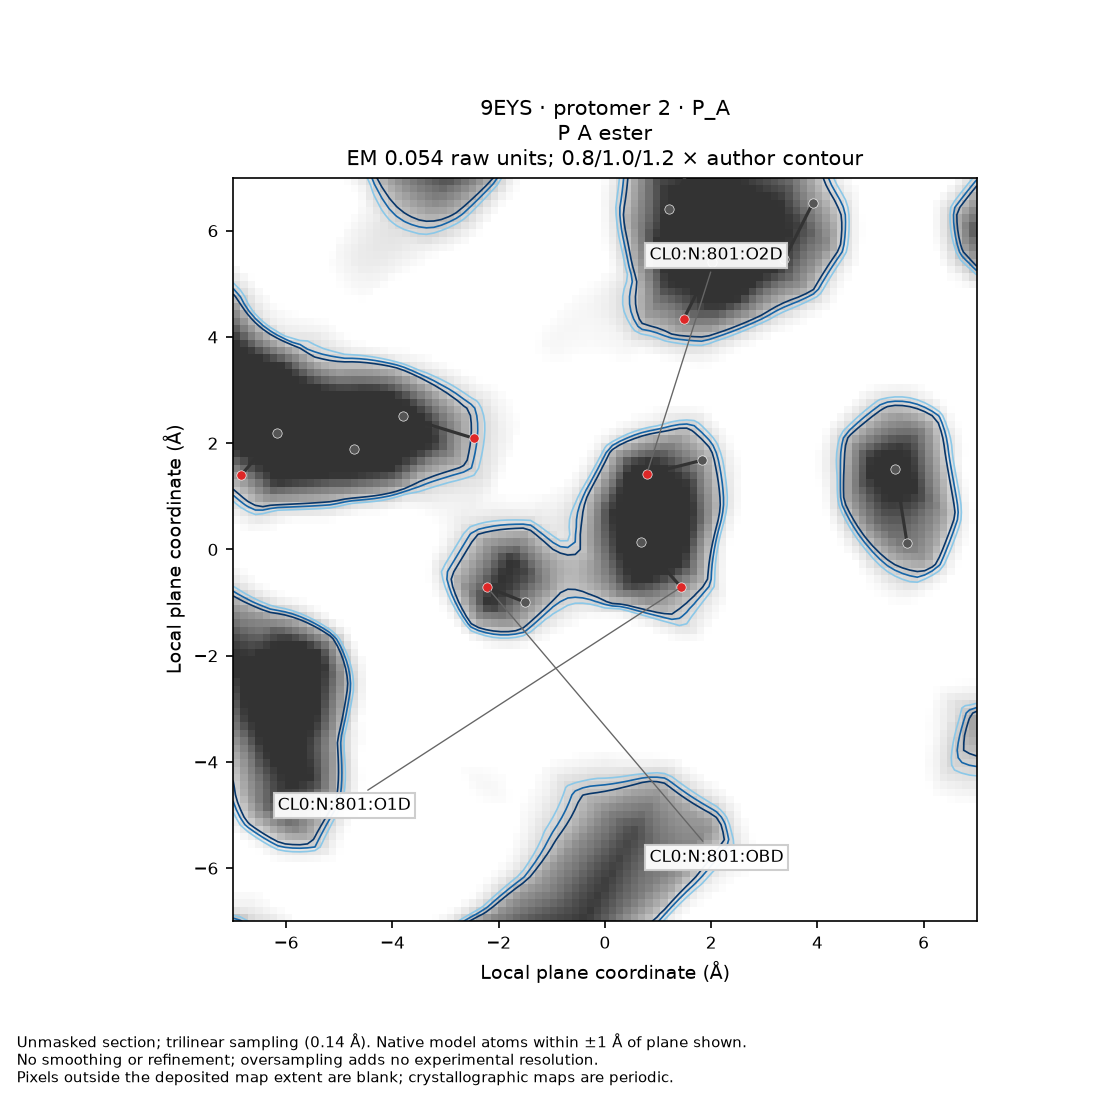 9EYS · protomer 2 · P_A
P A ester
EM 0.054 raw units; 0.8/1.0/1.2 × author contour
CL0:N:801:O2D
CL0:N:801:O1D
CL0:N:801:OBD
6
4
2
0
−2
−4
−6
Local plane coordinate (Å)
−6 −4 −2 0 2 4 6
Local plane coordinate (Å)
Unmasked section; trilinear sampling (0.14 Å). Native model atoms within ±1 Å of plane shown.
No smoothing or refinement; oversampling adds no experimental resolution.
Pixels outside the deposited map extent are blank; crystallographic maps are periodic.